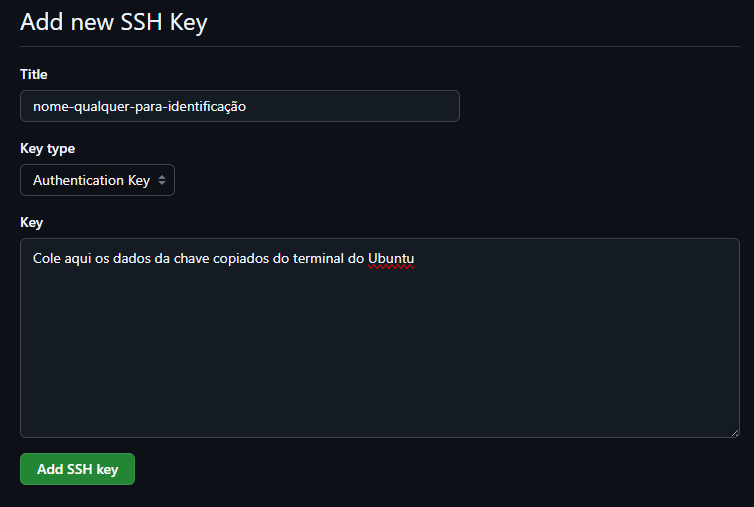 Add new SSH Key
Title
nome-qualquer-para-identificação
Key type
Authentication Key
Key
Cole aqui os dados da chave copiados do terminal do Ubuntu
Add SSH key